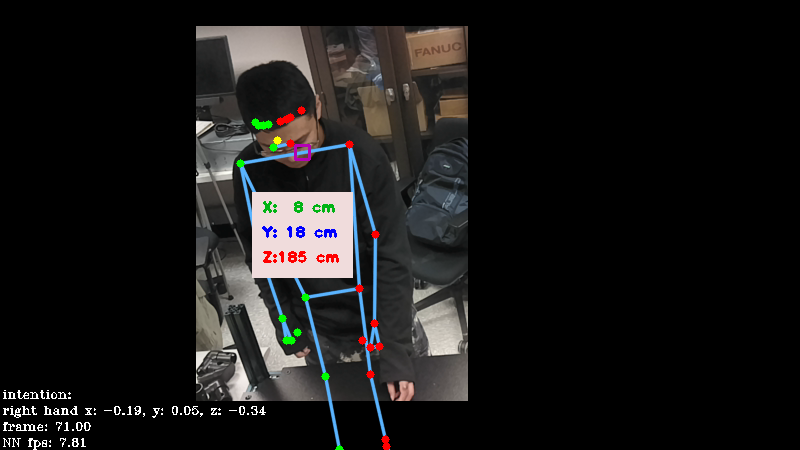 FANUC
X: 8 cm
Y: 18 cm
Z:185 cm
intention:
right hand x: −0.19, y: 0.05, z: −0.34
frame: 71.00
NN fps: 7.81